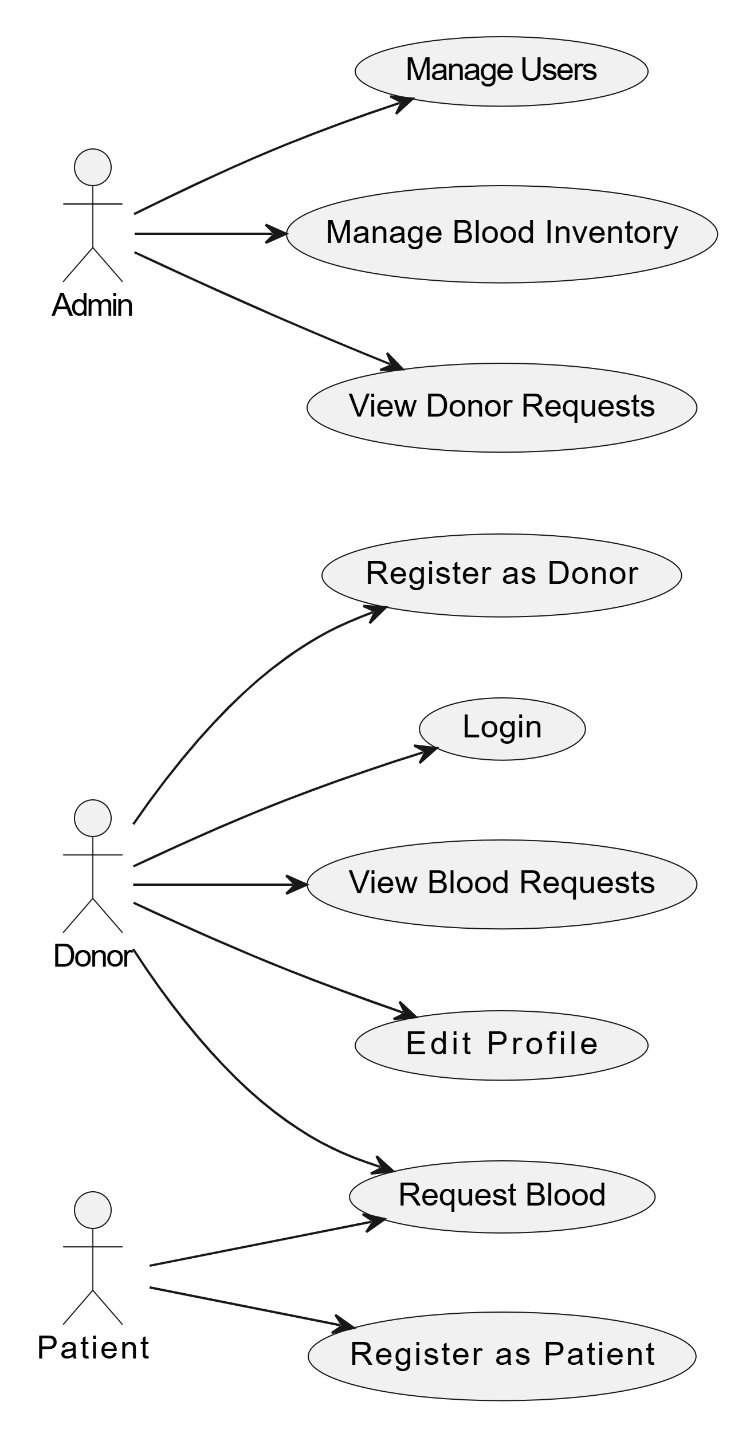 Manage Users
Manage Blood Inventory
Admin
View Donor Requests
Register as Donor
Login
View Blood Requests
Donor
Edit Profile
Request Blood
Patient
Register as Patient